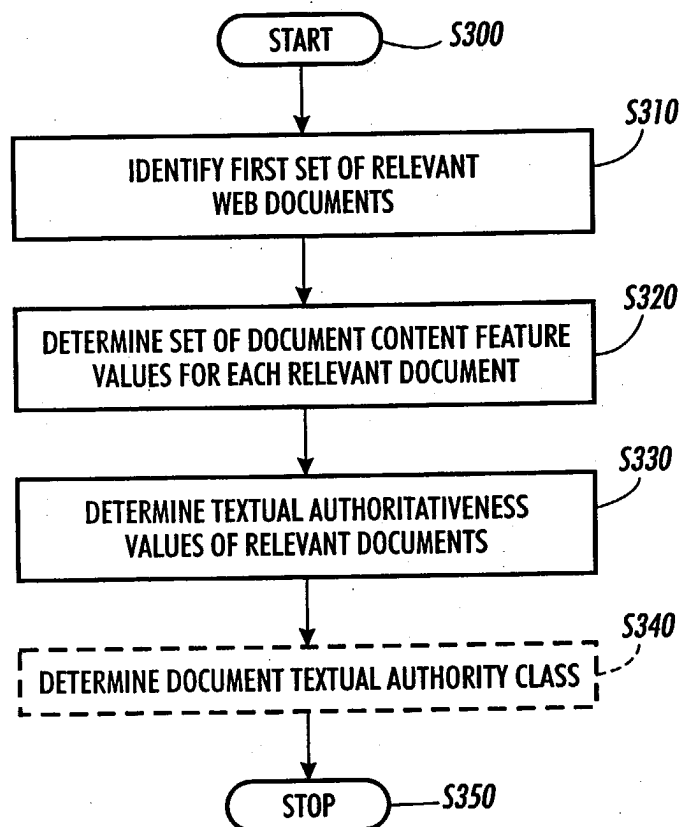 START
S300
S310
IDENTIFY FIRST SET OF RELEVANT
WEB DOCUMENTS
S320
DETERMINE SET OF DOCUMENT CONTENT FEATURE
VALUES FOR EACH RELEVANT DOCUMENT
S330
DETERMINE TEXTUAL AUTHORITATIVENESS
VALUES OF RELEVANT DOCUMENTS
S340
DETERMINE DOCUMENT TEXTUAL AUTHORITY CLASS
STOP
S350